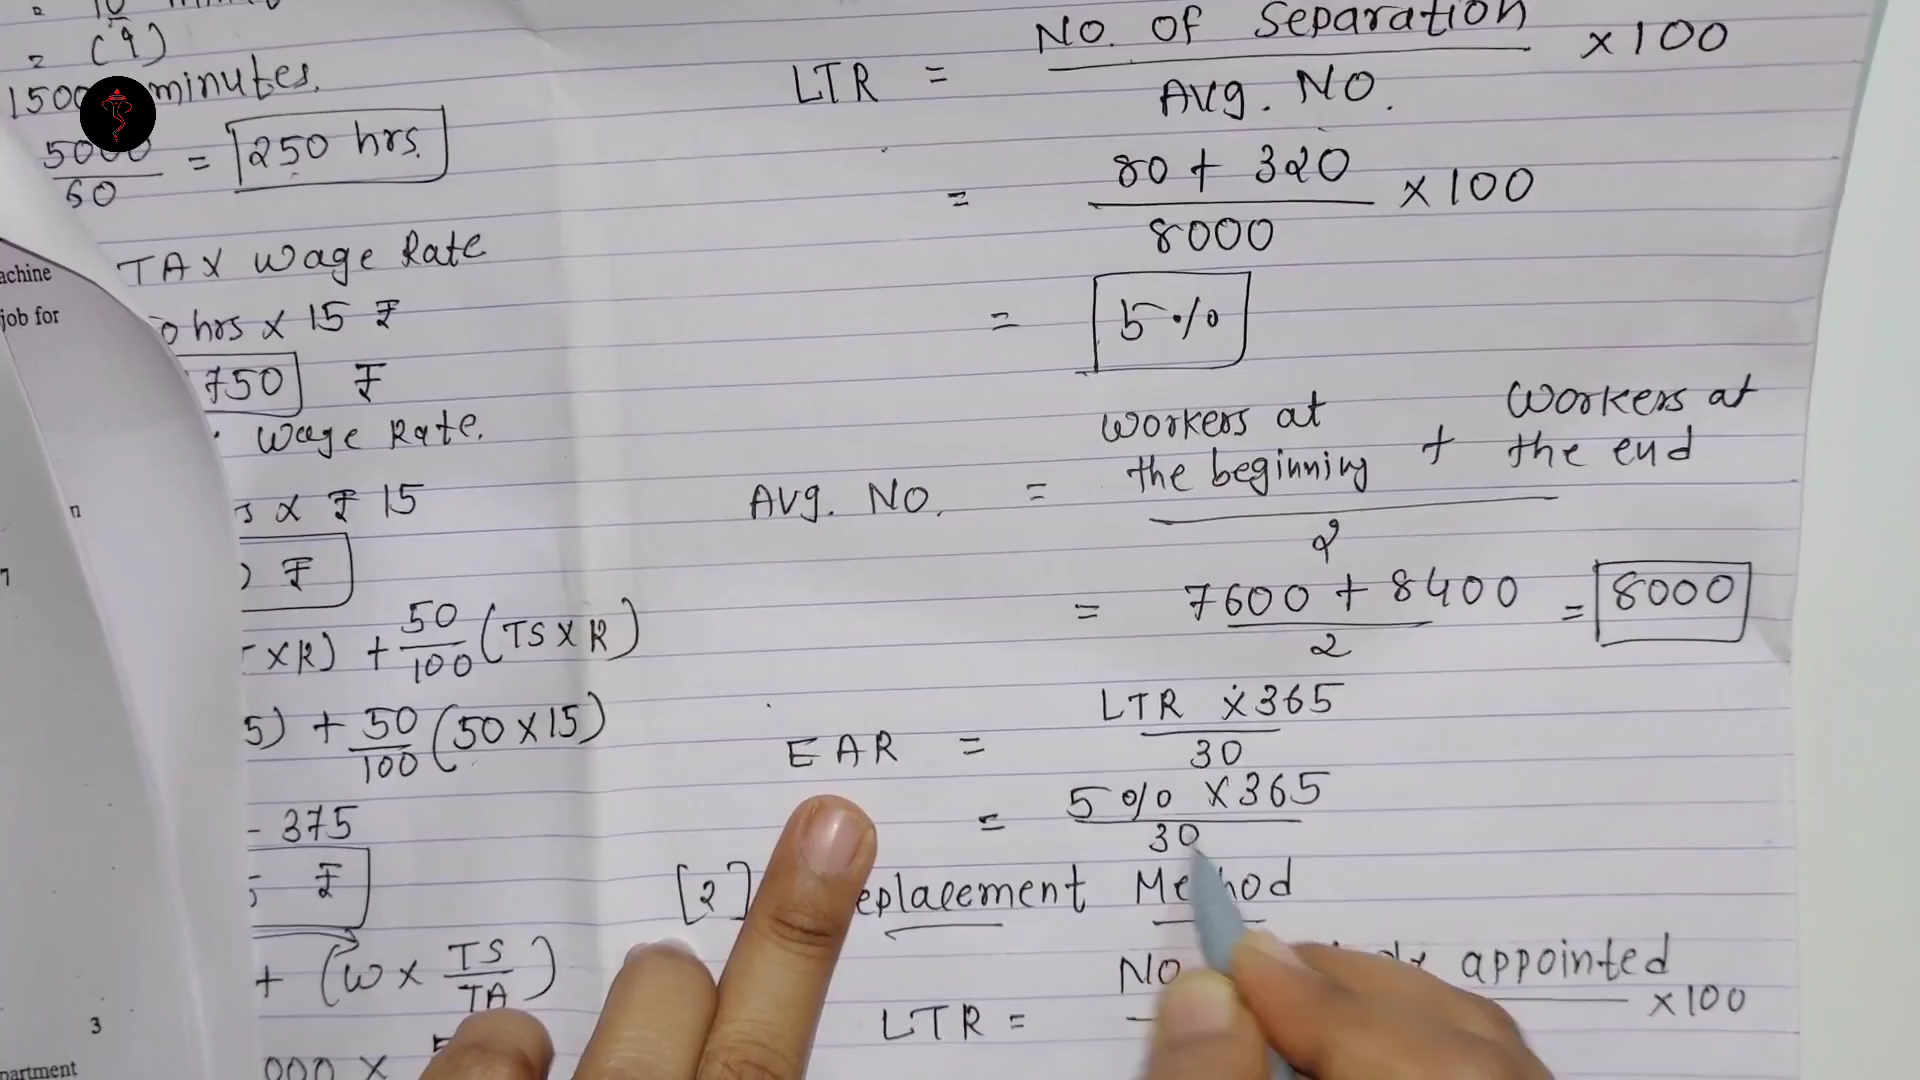 = (9)
minutes.
5000
60
= 250 hrs.
TA X Wage Rate
hrs x 15 ₹
750 ₹
Wage Rate.
x ₹ 15
₹
XR) + 50/100 (TS X R)
5) + 50/100 (50 X 15)
- 375
₹
+ (W x TS/TA)
000 x
achine
job for
3
partment
LTR = No. Of Separation / Avg. No. x 100
= 80 + 320 / 8000 x 100
= 5 %
Avg. No. = Workers at the beginning + Workers at the end / 2
= 7600 + 8400 / 2 = 8000
EAR = LTR x 365 / 30
= 5 % x 365 / 30
[2] eplacement Method
No appointed
LTR = x 100